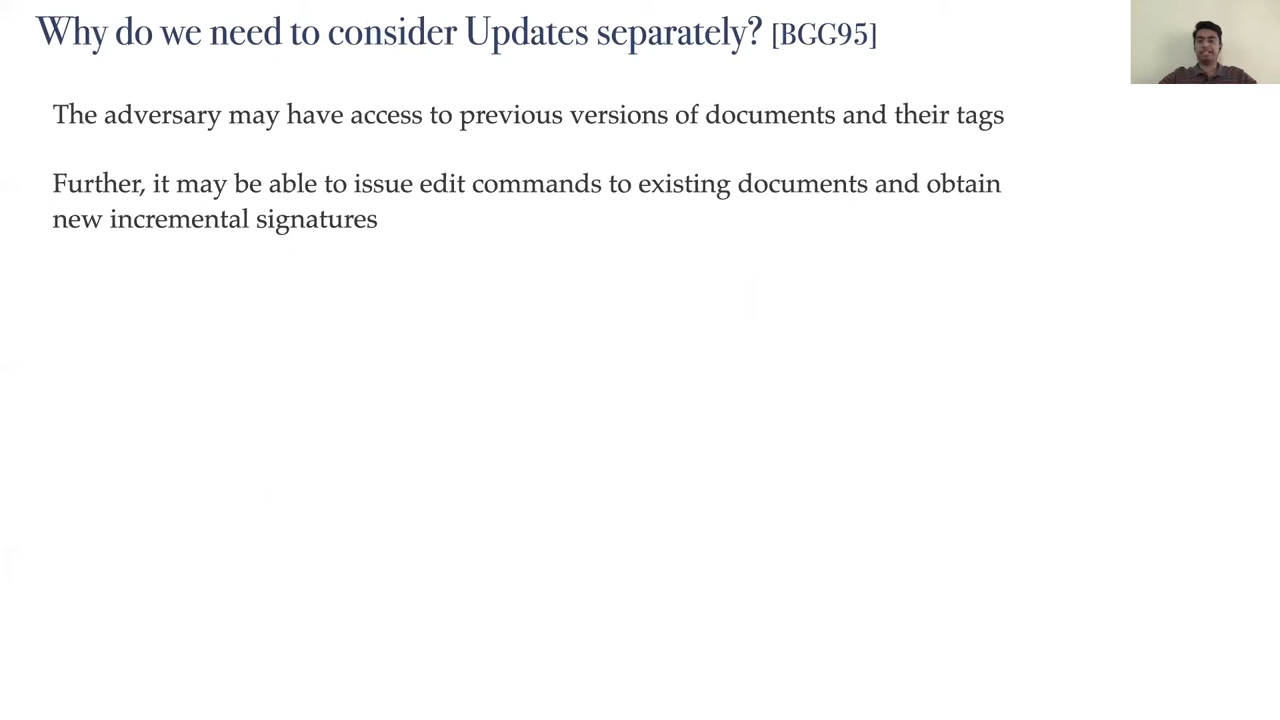 Why do we need to consider Updates separately? [BGG95]
The adversary may have access to previous versions of documents and their tags
Further, it may be able to issue edit commands to existing documents and obtain
new incremental signatures